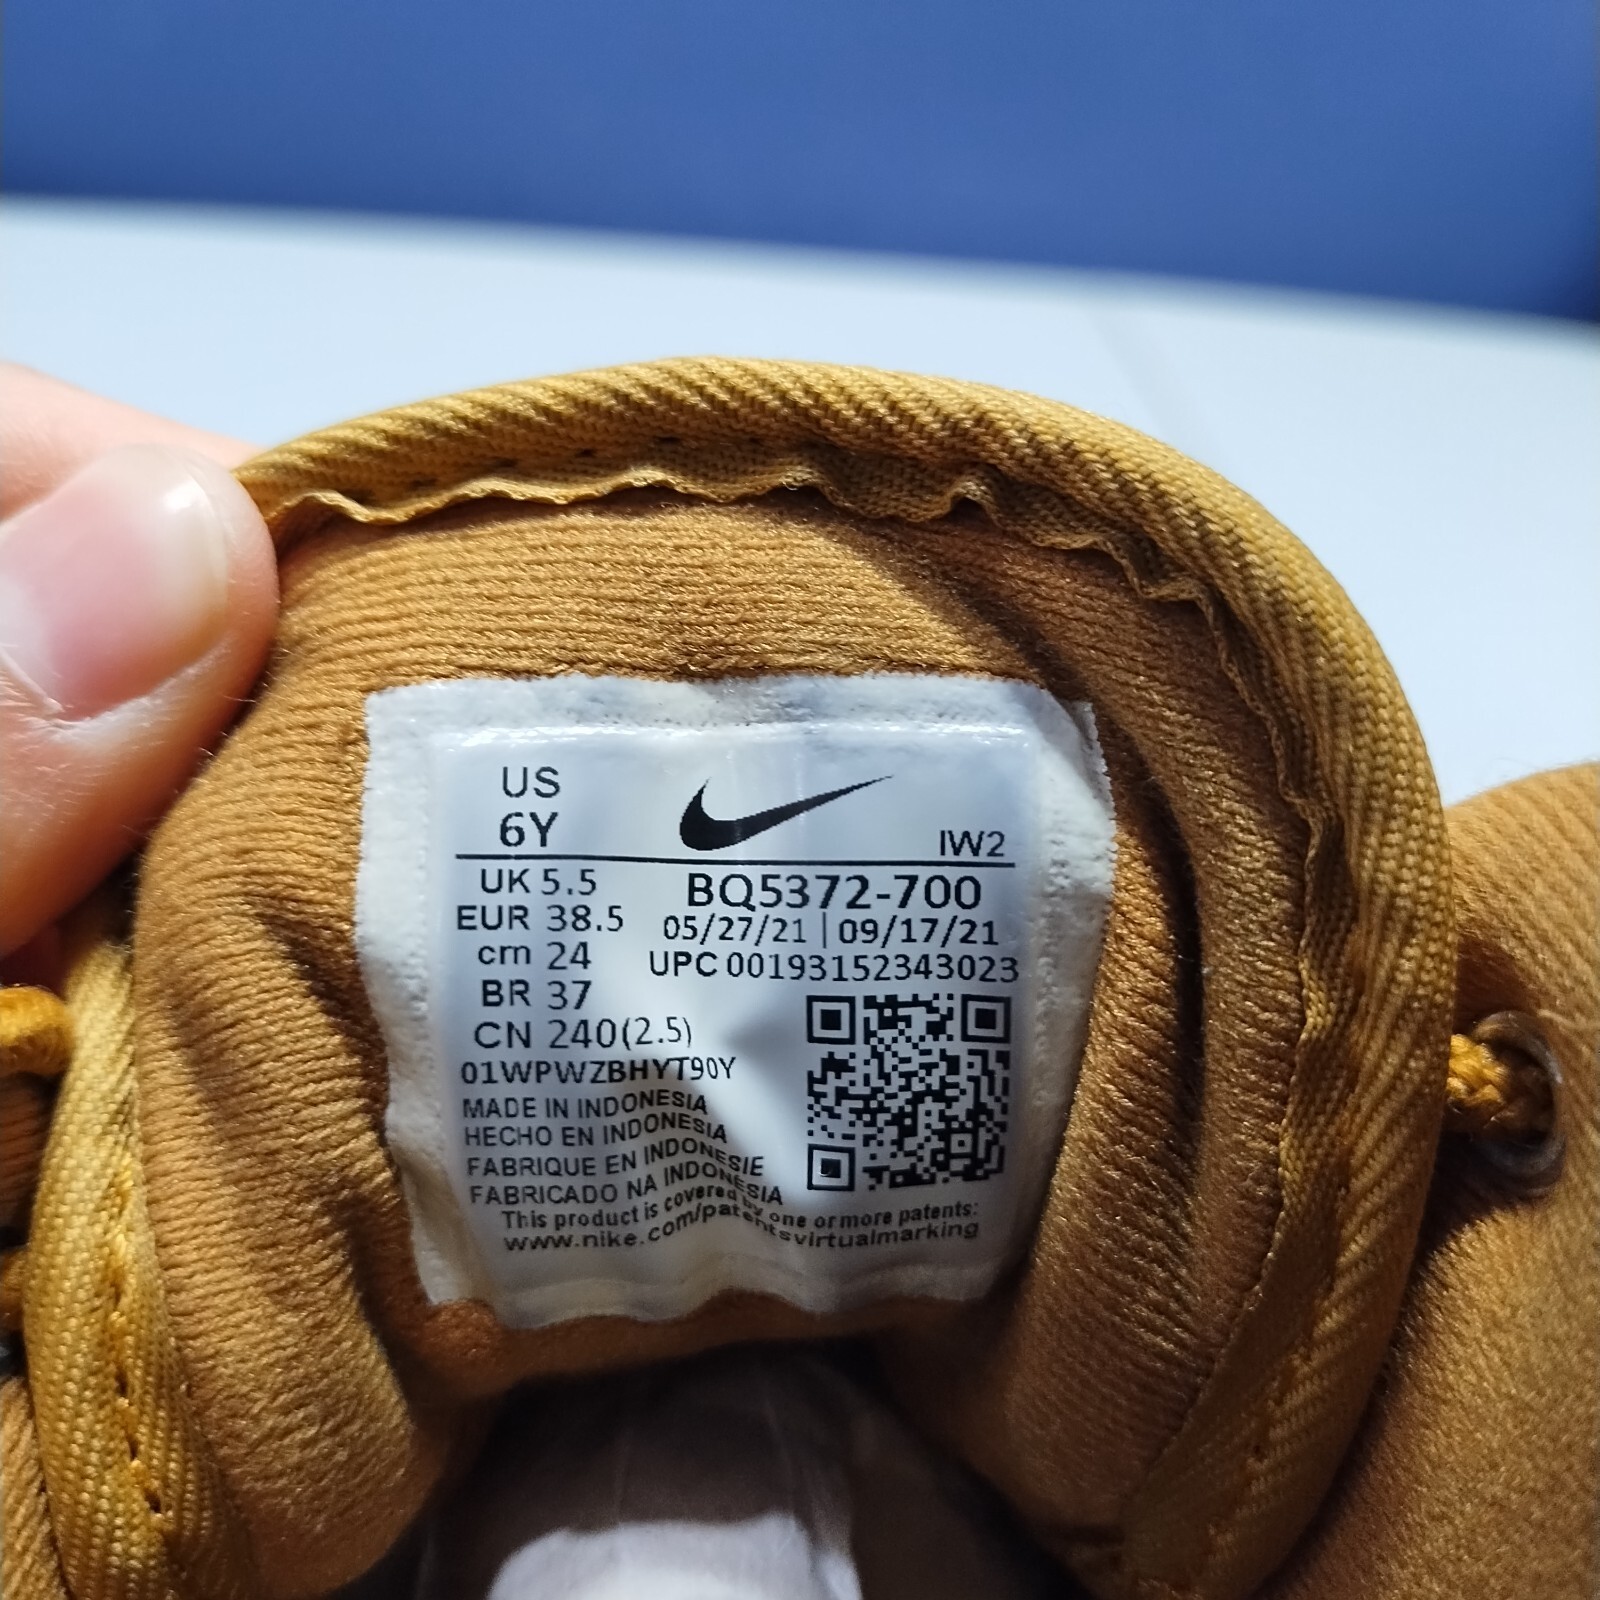 US
6Y
IW2
UK 5.5
EUR 38.5
cm 24
BR 37
CN 240(2.5)
BQ5372-700
05/27/21 | 09/17/21
UPC 00193152343023
01WPWZBHYT90Y
MADE IN INDONESIA
HECHO EN INDONESIA
FABRIQUE EN INDONESIE
FABRICADO NA INDONESIA
This product is covered by one or more patents:
www.nike.com/patentsvirtualmarking